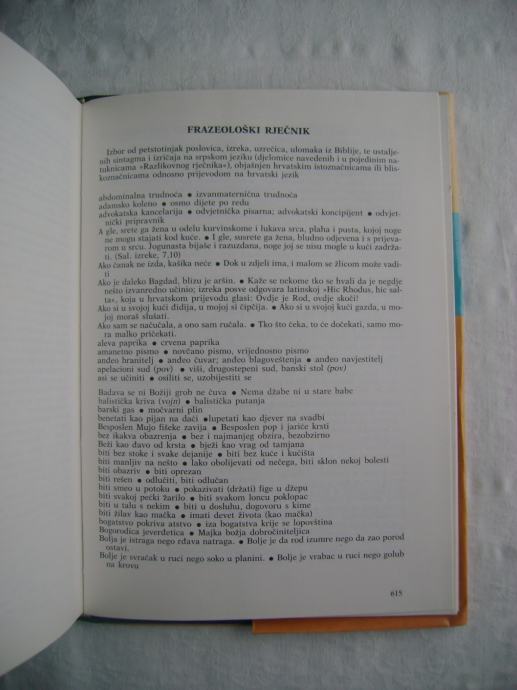 FRAZEOLOŠKI RJEČNIK
Izbor od petstotinjak poslovica, izreka, uzrečica, ulomaka iz Biblije, te ustalje-
nih sintagma i izričaja na srpskom jeziku (djelomice navedenih i u pojedinim na-
tuknicama »Razlikovnog rječnika«), objašnjen hrvatskim istoznačnicama ili blis-
koznačnicama odnosno prijevodom na hrvatski jezik
abdominalna trudnoća ● izvanmaternična trudnoća
adamsko koleno ● osmo dijete po redu
advokatska kancelarija ● odvjetnička pisarna; advokatski koncipijent ● odvjet-
nički pripravnik
A gle, srete ga žena u odelu kurvinskome i lukava srca, plaha i pusta, kojoj noge
ne mogu stajati kod kuće. ● I gle, susrete ga žena, bludno odjevena i s prijeva-
rom u srcu. Jogunasta bijaše i razuzdana, noge joj se nisu mogle u kući zadrža-
ti. (Sal. izreke, 7,10)
Ako čanak ne izda, kašika neće ● Dok u zdjeli ima, i malom se žlicom može vadi-
ti
Ako je daleko Bagdad, blizu je aršin. ● Kaže se nekome tko se hvali da je negdje
nešto izvanredno učinio; izreka pove odgovara latinskoj »Hic Rhodus, hic sal-
ta«, koja u hrvatskom prijevodu glasi: Ovdje je Rod, ovdje skoči!
Ako si u svojoj kući didija, u mojoj si čipčija. ● Ako si u svojoj kući gazda, u mo-
joj moraš slušati.
Ako sam se načučala, a ono sam ručala. ● Tko što čeka, to će dočekati, samo mo-
ra malko pričekati.
aleva paprika ● crvena paprika
amanetno pismo ● novčano pismo, vrijednosno pismo
anđeo hranitelj ● anđeo čuvar; anđeo blagoveštenja ● anđeo navjestitelj
apelacioni sud (pov) ● viši, drugostepeni sud, banski stol (pov)
asi se učiniti ● osiliti se, uzobijestiti se
Badava se ni Božiji grob ne čuva ● Nema džabe ni u stare babe
balistička kriva (vojn) ● balistička putanja
barski gas ● močvarni plin
benetati kao pijan na daći ● lupetati kao djever na svadbi
Besposlen Mujo fišeke zavija ● Besposlen pop i jariće krsti
bez ikakva obazrenja ● bez i najmanjeg obzira, bezobzirno
Beži kao đavo od krsta ● bježi kao vrag od tamjana
biti bez stoke i svake dejanije ● biti bez kuće i kućišta
biti manljiv na nešto ● lako obolijevati od nečega, biti sklon nekoj bolesti
biti obazriv ● biti oprezan
biti rešen ● odlučiti, biti odlučan
biti smeo u potoku ● pokazivati (držati) fige u džepu
biti svakoj pećki žarilo ● biti svakom loncu poklopac
biti u talu s nekim ● biti u dosluhu, dogovoru s kime
biti žilav kao mačka ● imati devet života (kao mačka)
bogatstvo pokriva atstvo ● iza bogatstva krije se lopovština
Bogorodica jeverdetica ● Majka božja dobročiniteljica
Bolja je istraga nego rđava natraga. ● Bolje je da rod izumre nego da zao porod
ostavi.
Bolje je svračak u ruci nego soko u planini. ● Bolje je vrabac u ruci nego golub
na krovu
615